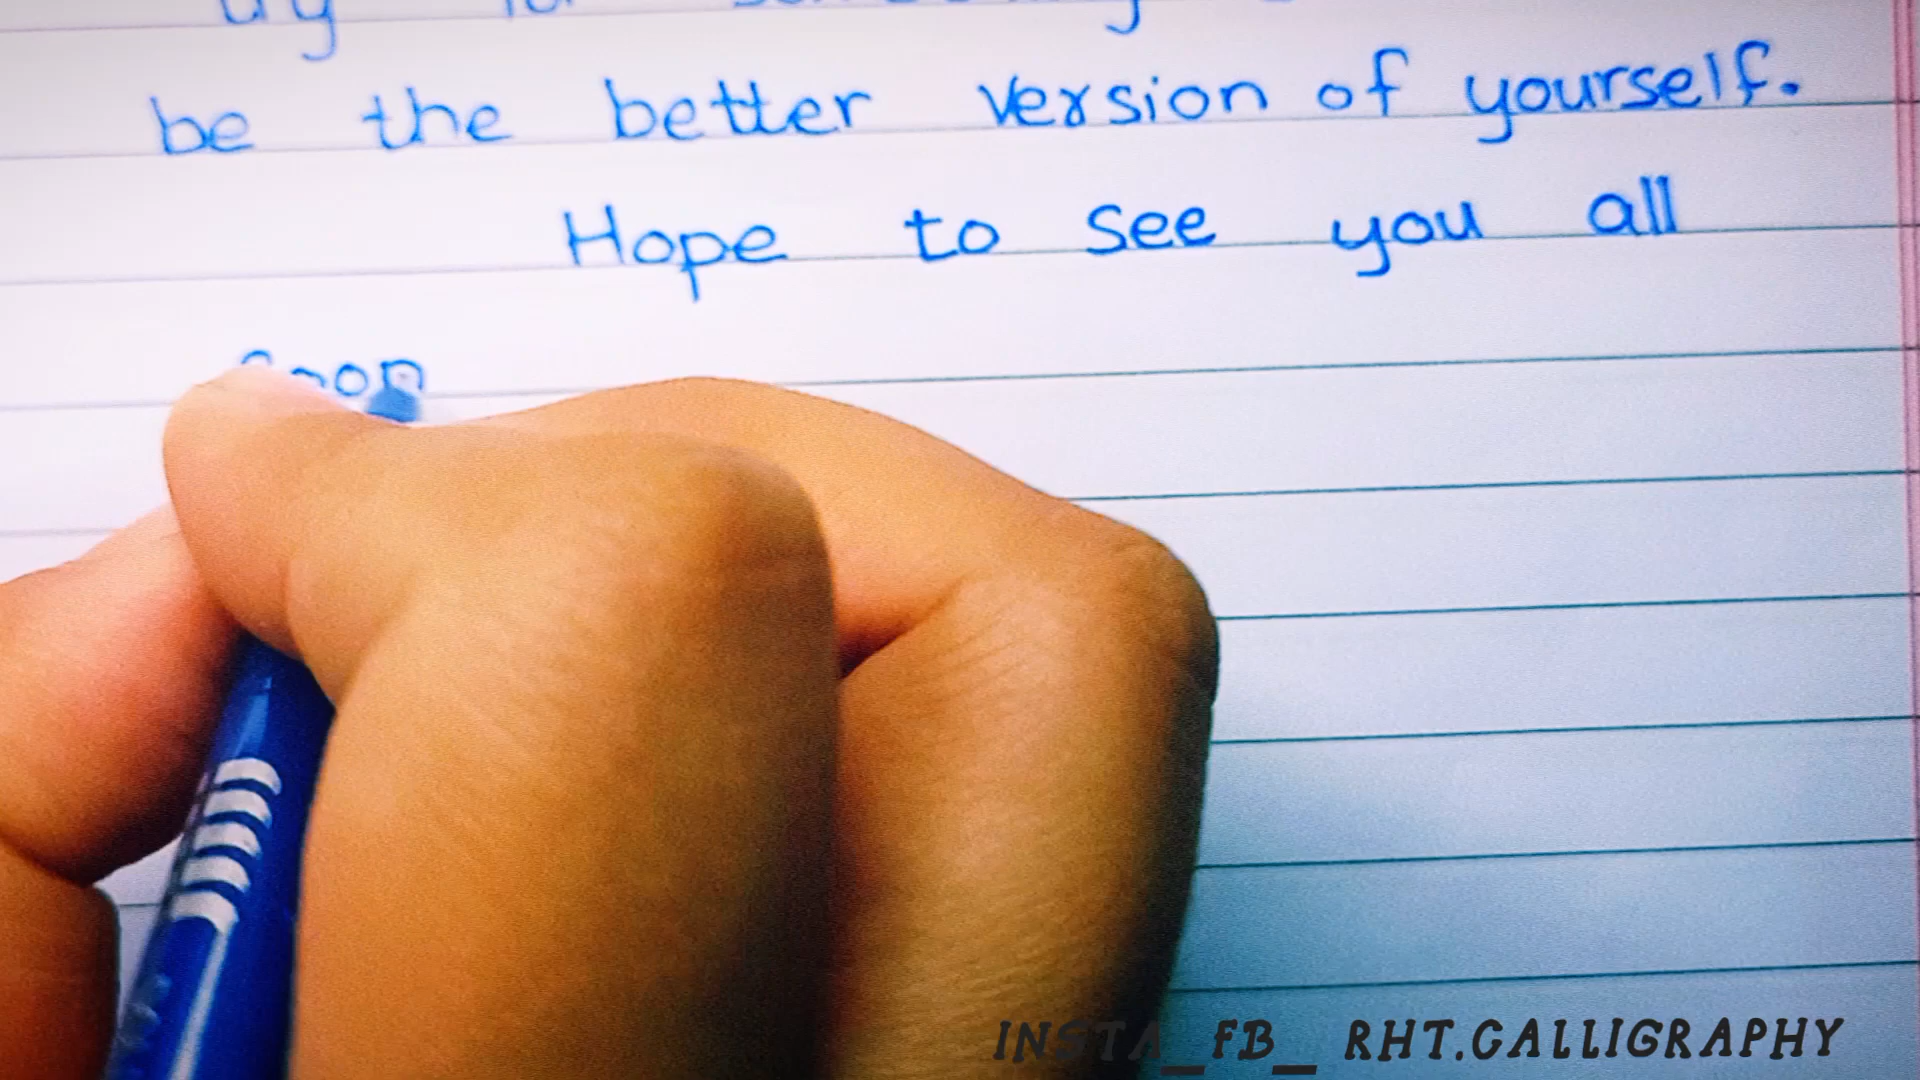 be the better version of yourself.
Hope to see you all
Soon
INSTA_FB_ RHT.CALLIGRAPHY